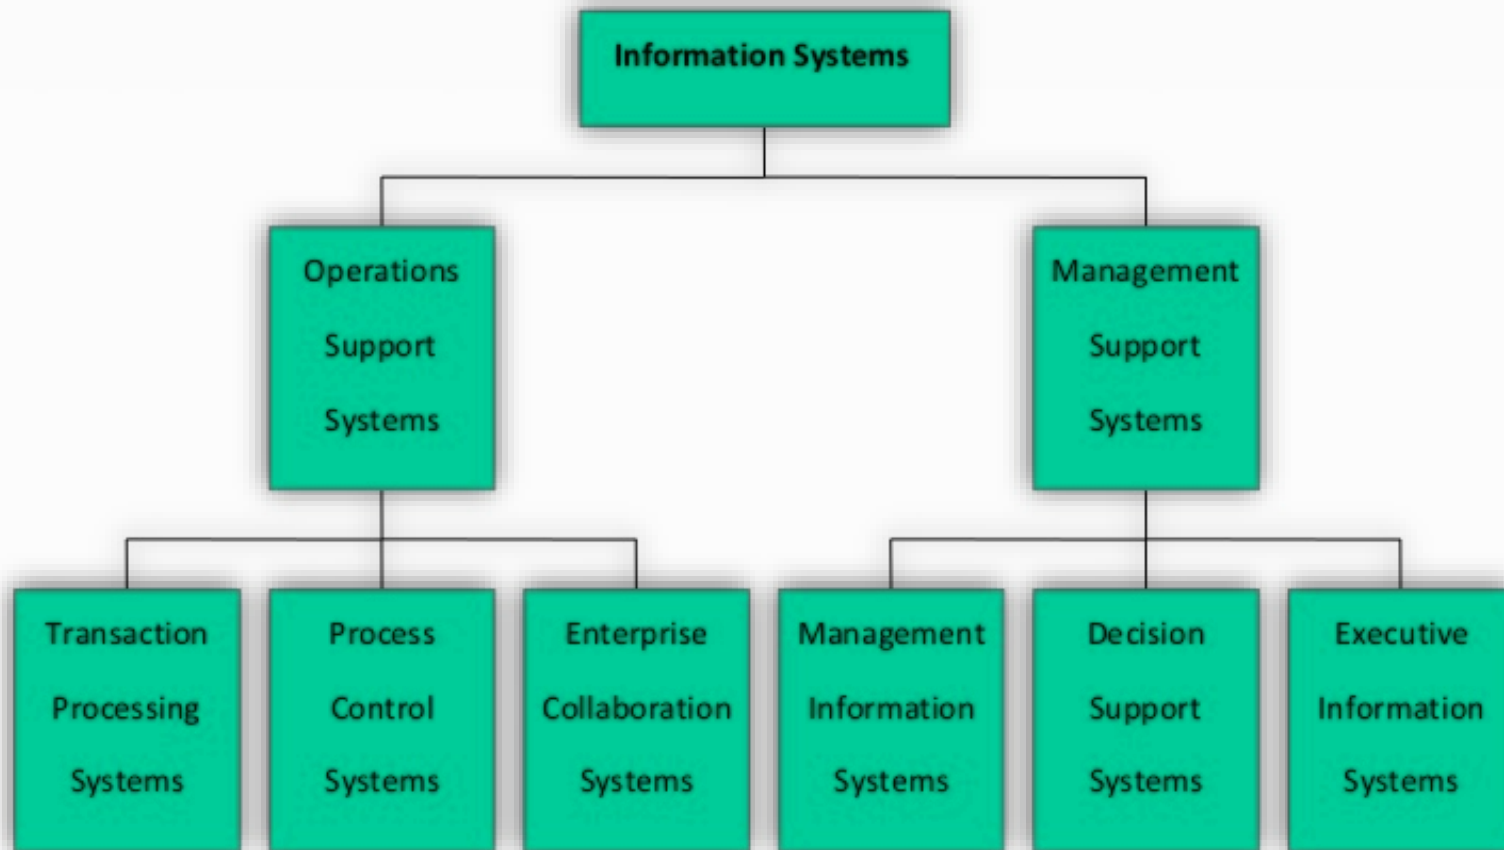 Information Systems
Operations
Support
Systems
Management
Support
Systems
Transaction
Processing
Systems
Process
Control
Systems
Enterprise
Collaboration
Systems
Management
Information
Systems
Decision
Support
Systems
Executive
Information
Systems